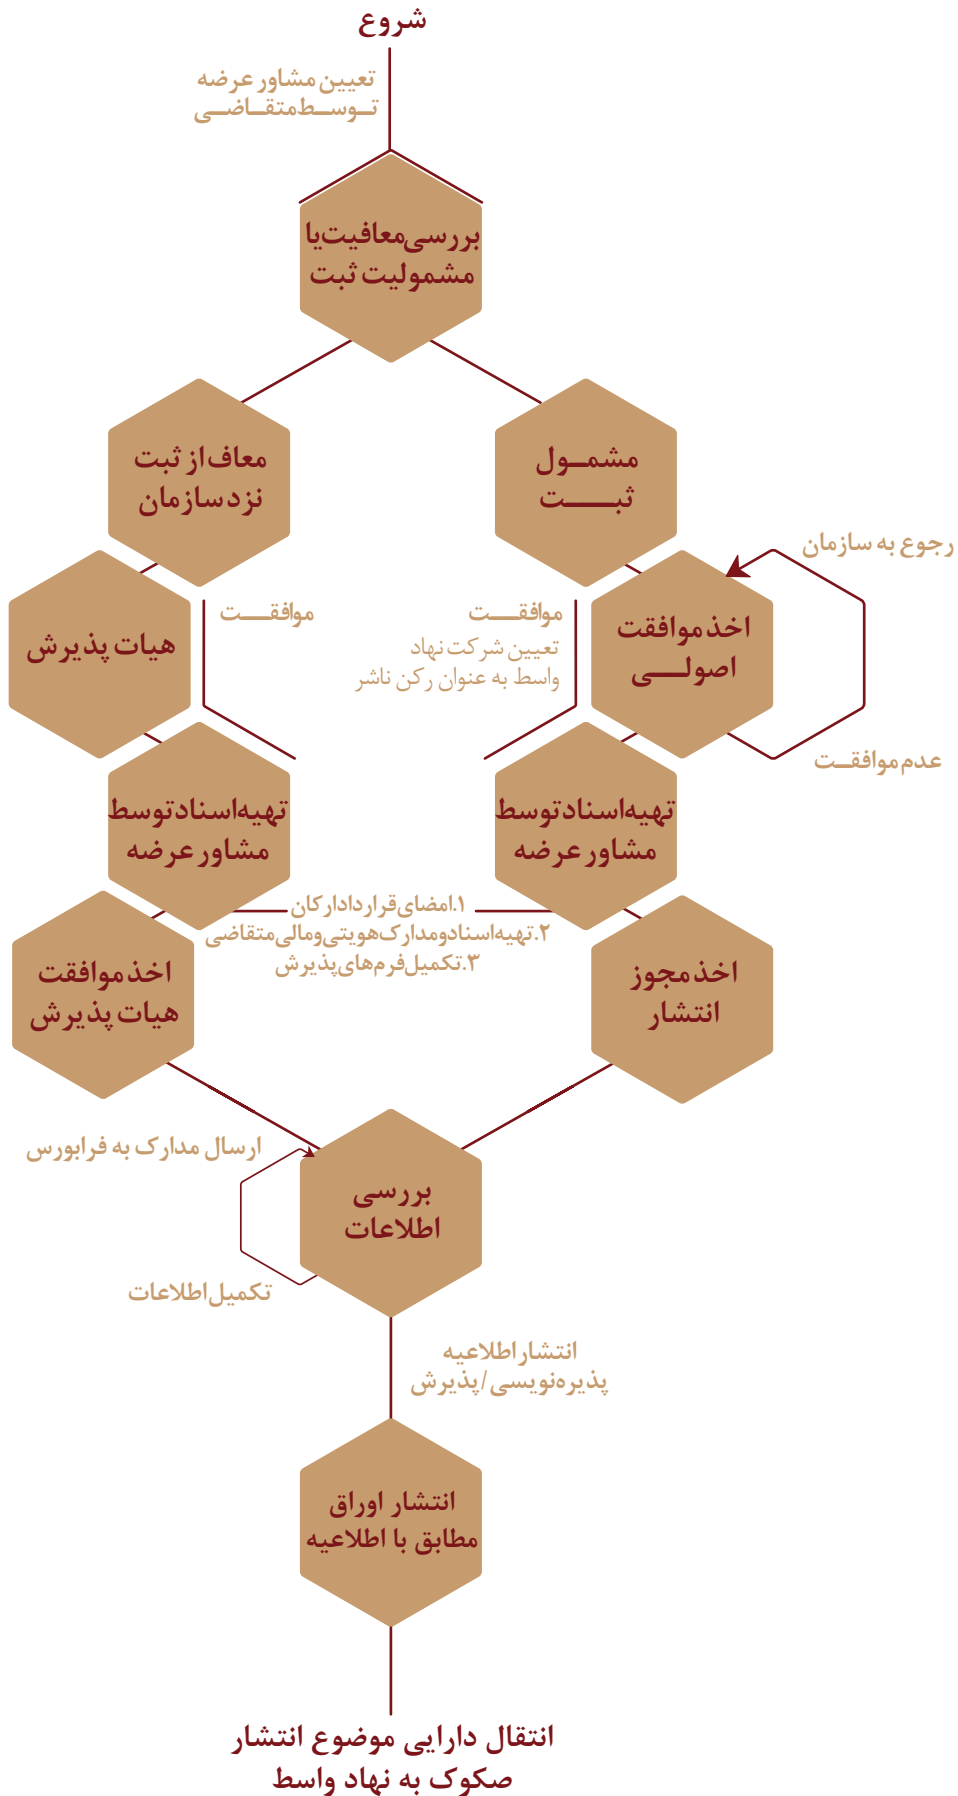 شروع
تعیین مشاور عرضه
توسط متقاضی
بررسی معافیت یا
مشمولیت ثبت
معاف از ثبت
نزد سازمان
مشمول
ثبت
رجوع به سازمان
هیات پذیرش
موافقت
موافقت
تعیین شرکت نهاد
واسط به عنوان رکن ناشر
اخذ موافقت
اصولی
عدم موافقت
تهیه اسناد توسط
مشاور عرضه
تهیه اسناد توسط
مشاور عرضه
۱.امضای قرارداد ارکان
۲.تهیه اسناد و مدارک هویتی و مالی متقاضی
۳.تکمیل فرم‌های پذیرش
اخذ موافقت
هیات پذیرش
اخذ مجوز
انتشار
ارسال مدارک به فرابورس
بررسی
اطلاعات
تکمیل اطلاعات
انتشار اطلاعیه
پذیره‌نویسی/پذیرش
انتشار اوراق
مطابق با اطلاعیه
انتقال دارایی موضوع انتشار
صکوک به نهاد واسط